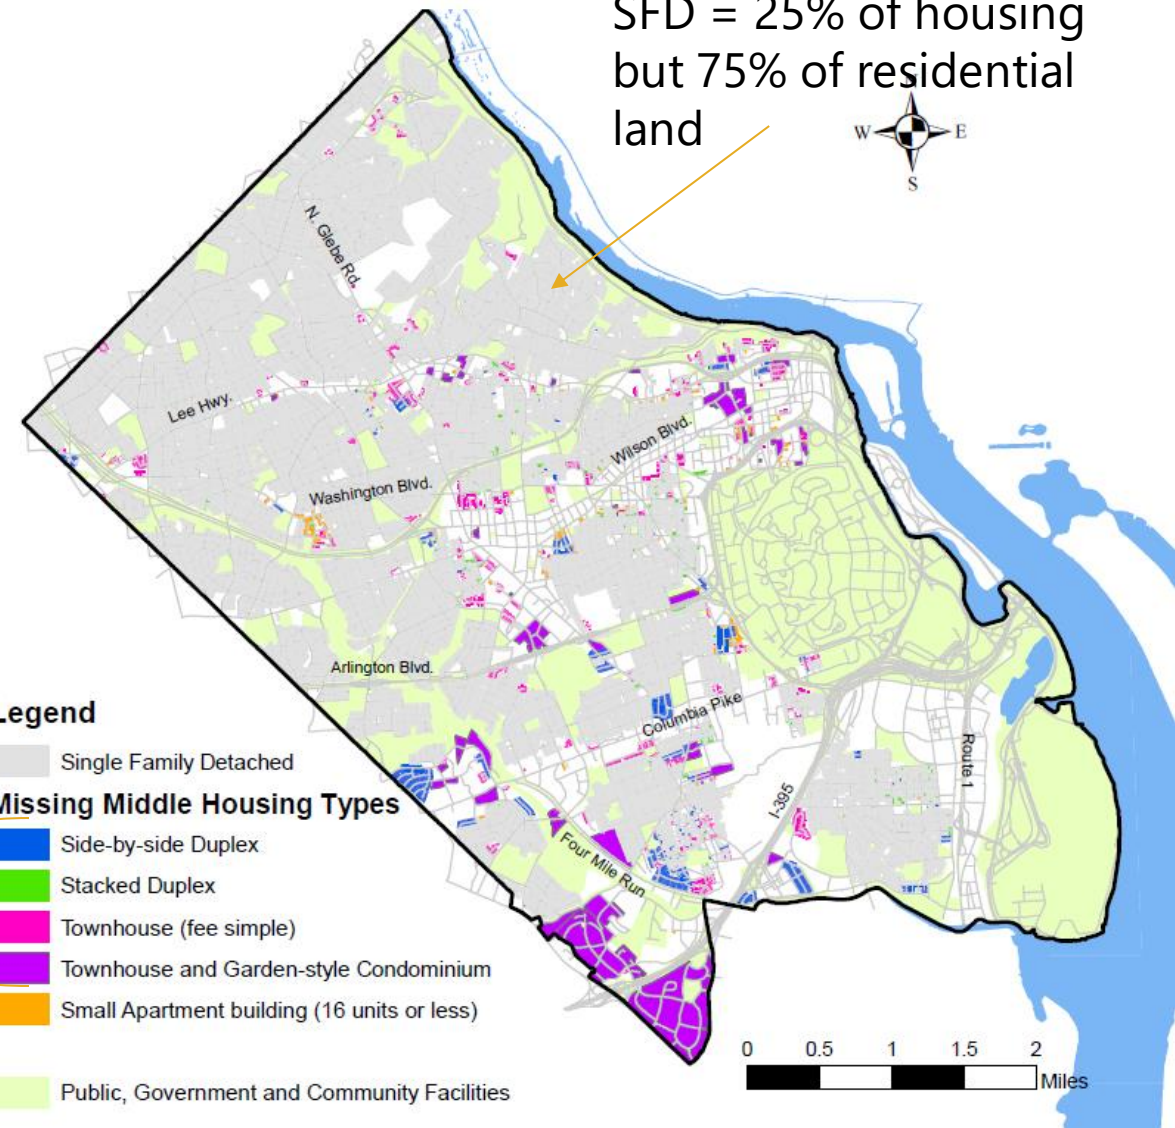 SFD = 25% of housing
but 75% of residential
land
N
W E
S
N. Glebe Rd.
Lee Hwy.
Wilson Blvd.
Washington Blvd.
Arlington Blvd.
Columbia Pike
Route 1
I-395
Four Mile Run
Legend
Single Family Detached
Missing Middle Housing Types
Side-by-side Duplex
Stacked Duplex
Townhouse (fee simple)
Townhouse and Garden-style Condominium
Small Apartment building (16 units or less)
Public, Government and Community Facilities
0 0.5 1 1.5 2
Miles